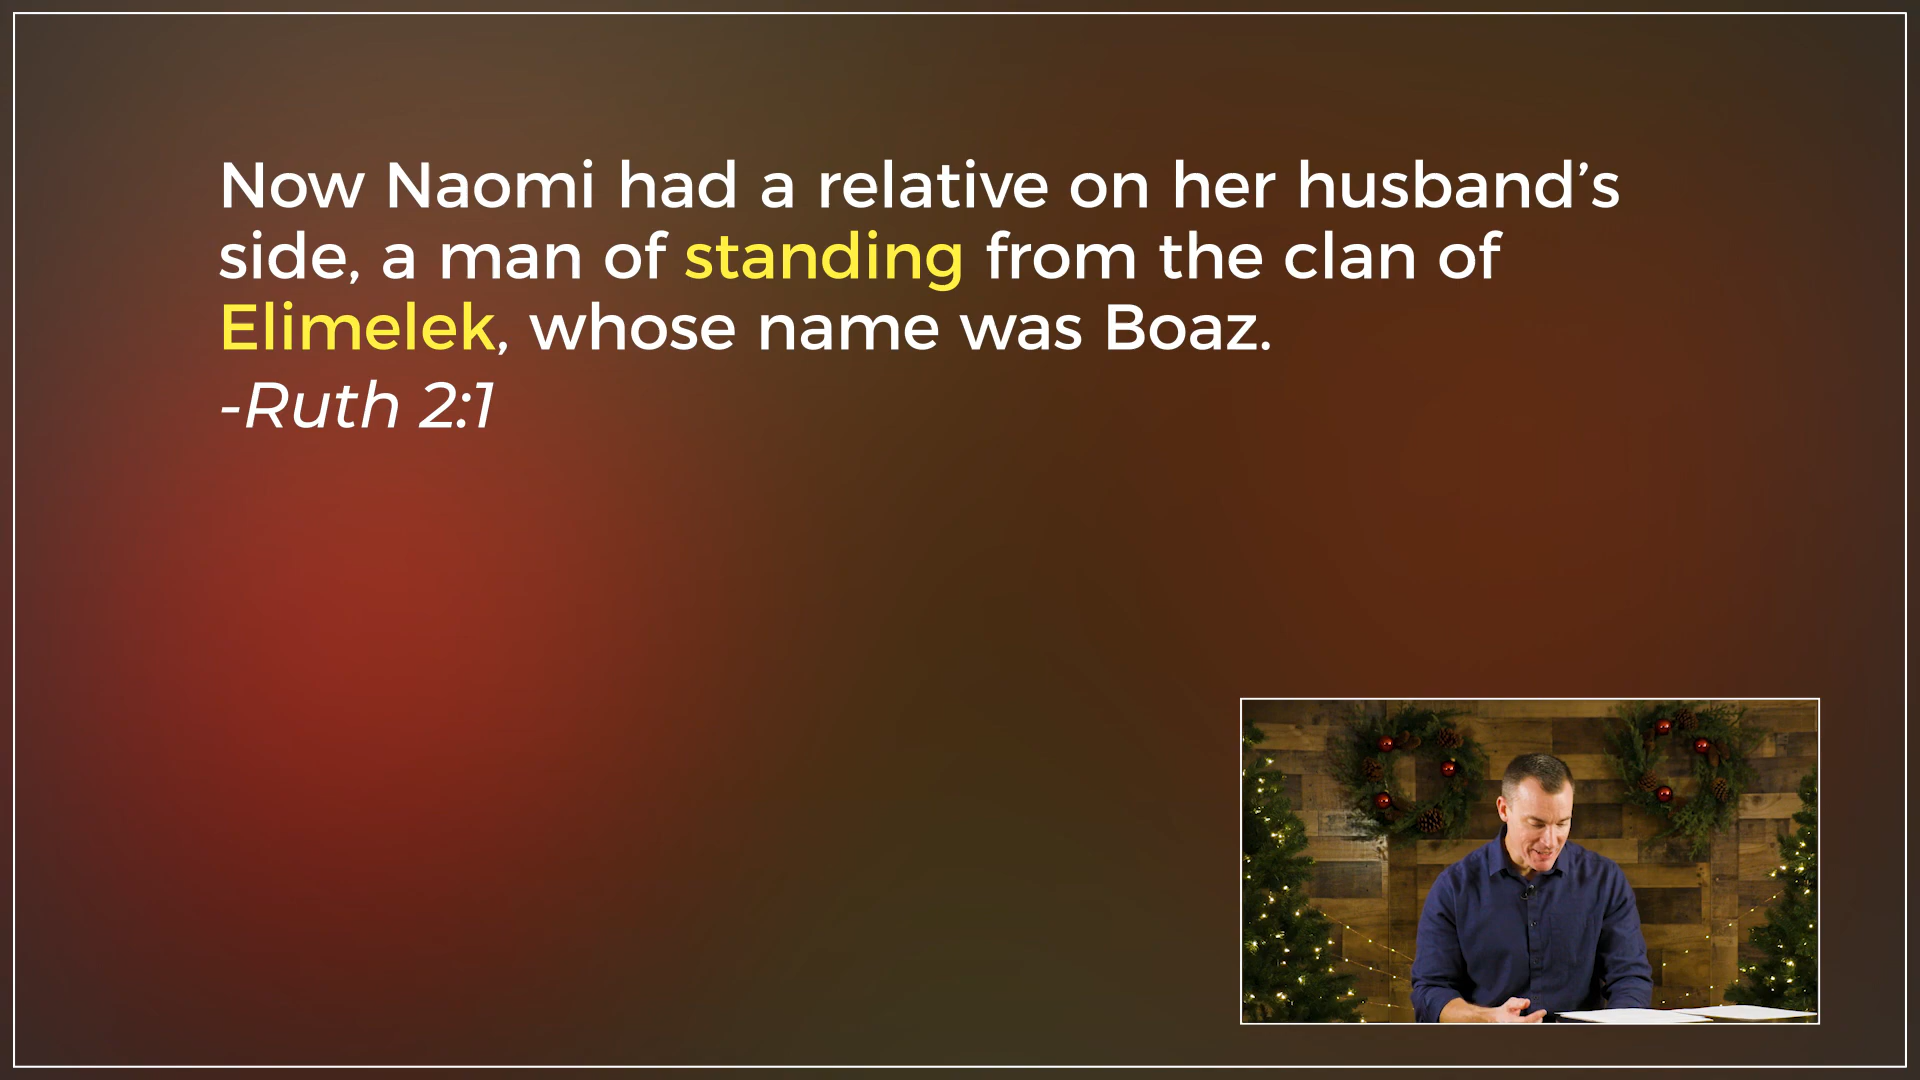 Now Naomi had a relative on her husband’s
side, a man of standing from the clan of
Elimelek, whose name was Boaz.
-Ruth 2:1